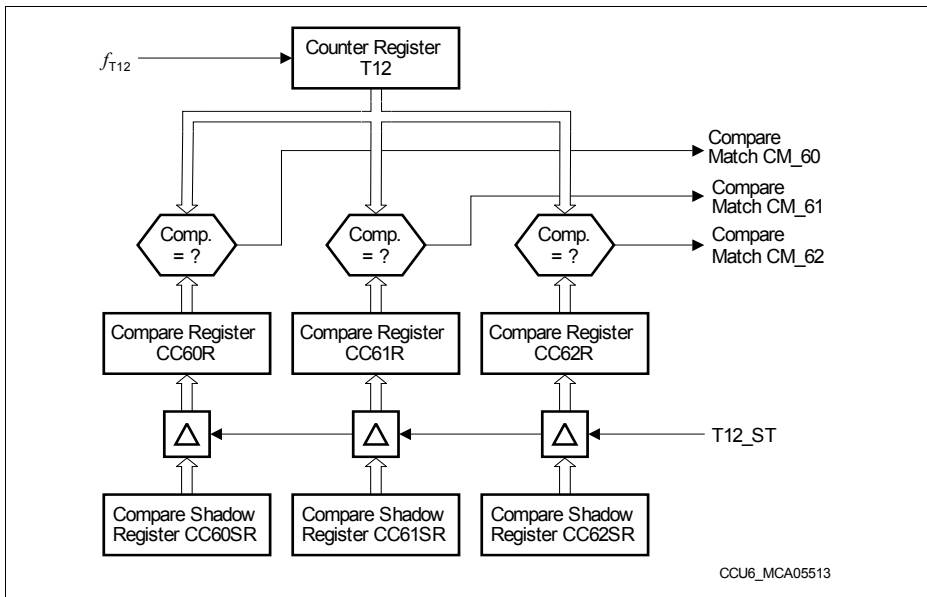 Counter Register
T12
fT12
Compare
Match CM_60
Compare
Match CM_61
Compare
Match CM_62
Comp.
= ?
Comp.
= ?
Comp.
= ?
Compare Register
CC60R
Compare Register
CC61R
Compare Register
CC62R
Δ
Δ
Δ
T12_ST
Compare Shadow
Register CC60SR
Compare Shadow
Register CC61SR
Compare Shadow
Register CC62SR
CCU6_MCA05513